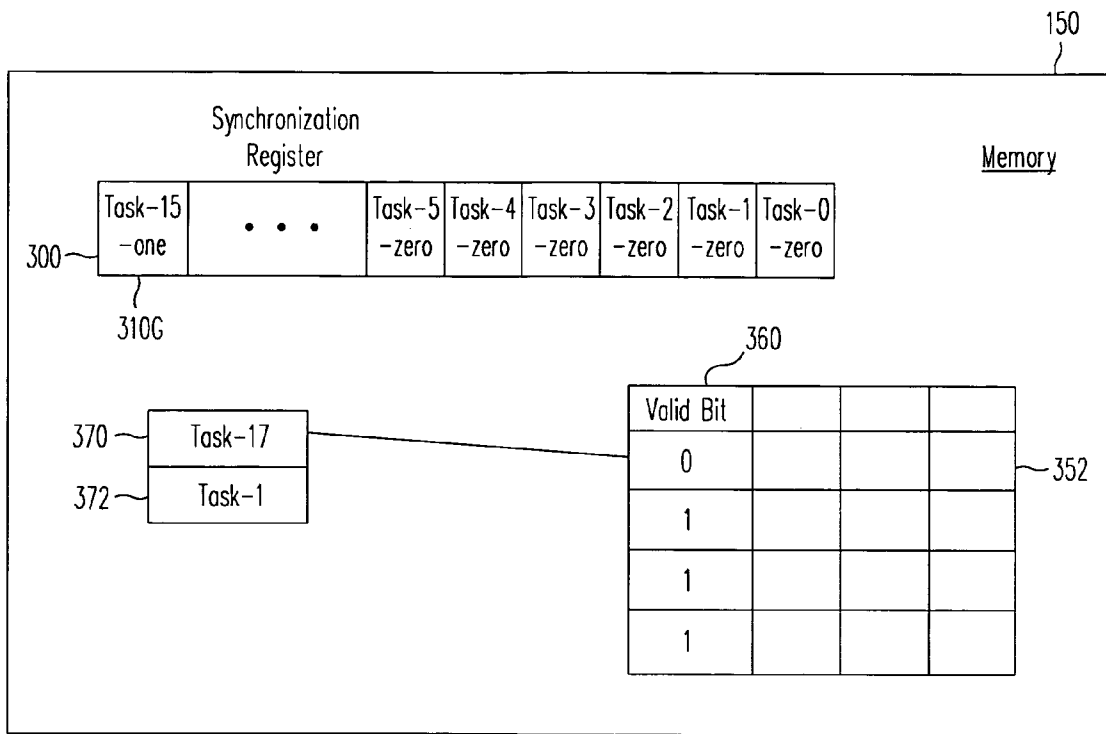 150
Synchronization
Register
Memory
Task-15
-one
• • •
Task-5
-zero
Task-4
-zero
Task-3
-zero
Task-2
-zero
Task-1
-zero
Task-0
-zero
300
310G
360
370
Task-17
372
Task-1
Valid Bit
0
352
1
1
1